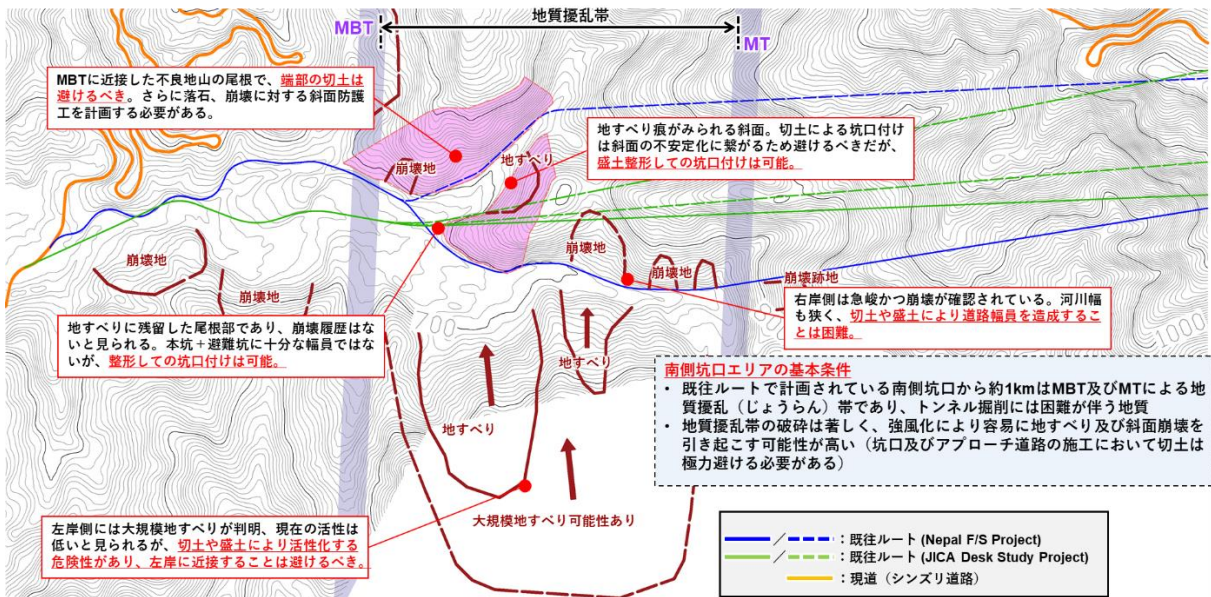 地質擾乱帯
MBT
MT
MBTに近接した不良地山の尾根で、端部の切土は
避けるべき。さらに落石、崩壊に対する斜面防護
工を計画する必要がある。
地すべり痕がみられる斜面。切土による坑口付け
は斜面の不安定化に繋がるため避けるべきだが、
盛土整形しての坑口付けは可能。
崩壊地
地すべり
崩壊地
崩壊地
崩壊地
崩壊地
崩壊跡地
右岸側は急峻かつ崩壊が確認されている。河川幅
も狭く、切土や盛土により道路幅員を造成するこ
とは困難。
地すべりに残留した尾根部であり、崩壊履歴はな
いと見られる。本坑+避難坑に十分な幅員ではな
いが、整形しての坑口付けは可能。
1000
地すべり
地すべり
南側坑口エリアの基本条件
• 既往ルートで計画されている南側坑口から約1kmはMBT及びMTによる地
質擾乱(じょうらん)帯であり、トンネル掘削には困難が伴う地質
• 地質擾乱帯の破砕は著しく、強風化により容易に地すべり及び斜面崩壊を
引き起こす可能性が高い(坑口及びアプローチ道路の施工において切土は
極力避ける必要がある)
大規模地すべり可能性あり
左岸側には大規模地すべりが判明、現在の活性は
低いと見られるが、切土や盛土により活性化する
危険性があり、左岸に近接することは避けるべき。
/ :既往ルート (Nepal F/S Project)
/ :既往ルート (JICA Desk Study Project)
:現道(シンズリ道路)